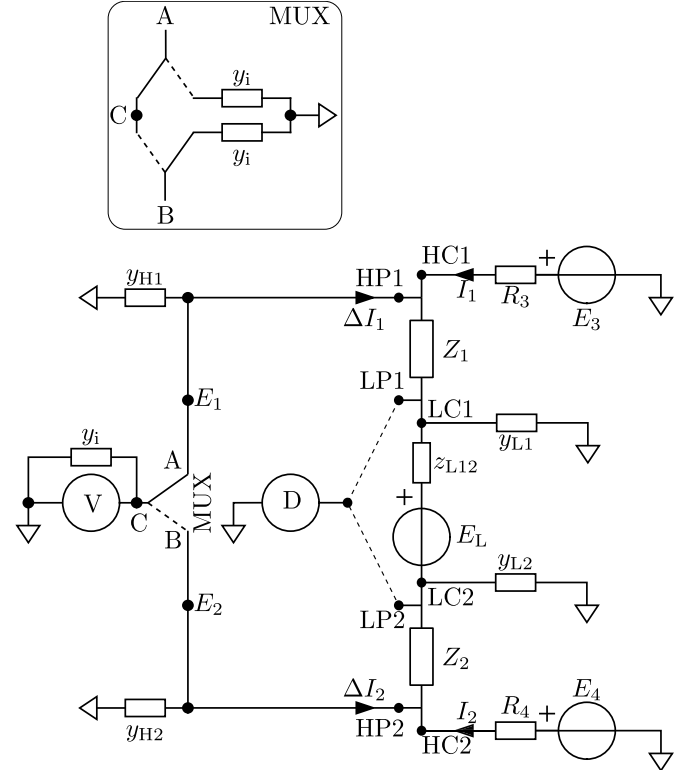 A MUX
y_i
C
y_i
B
HC1
y_H1 HP1 + 
I_1 R_3
ΔI_1 E_3
Z_1
LP1
E_1 LC1
y_L1
y_i
A z_L12
MUX
+
V D
C
B E_L
y_L2
E_2 LC2
LP2
Z_2
ΔI_2 I_2 R_4 + E_4
y_H2 HP2
HC2